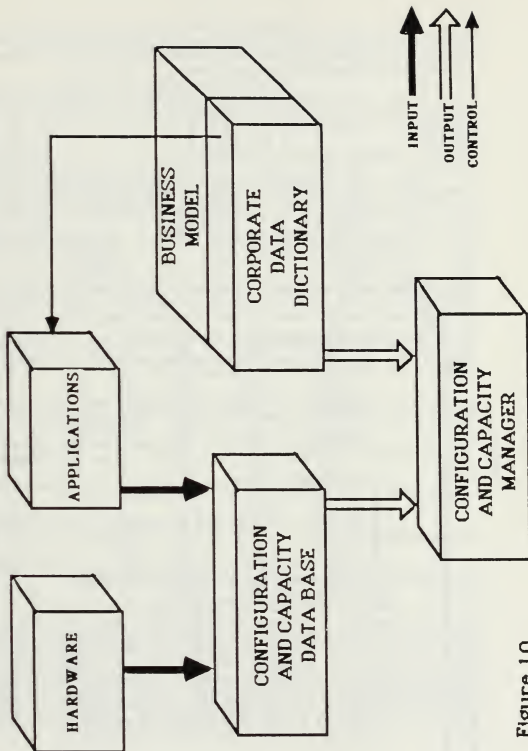 HARDWARE
APPLICATIONS
BUSINESS
MODEL
CORPORATE
DATA
DICTIONARY
CONFIGURATION
AND CAPACITY
DATA BASE
CONFIGURATION
AND CAPACITY
MANAGER
INPUT
OUTPUT
CONTROL
Figure 10